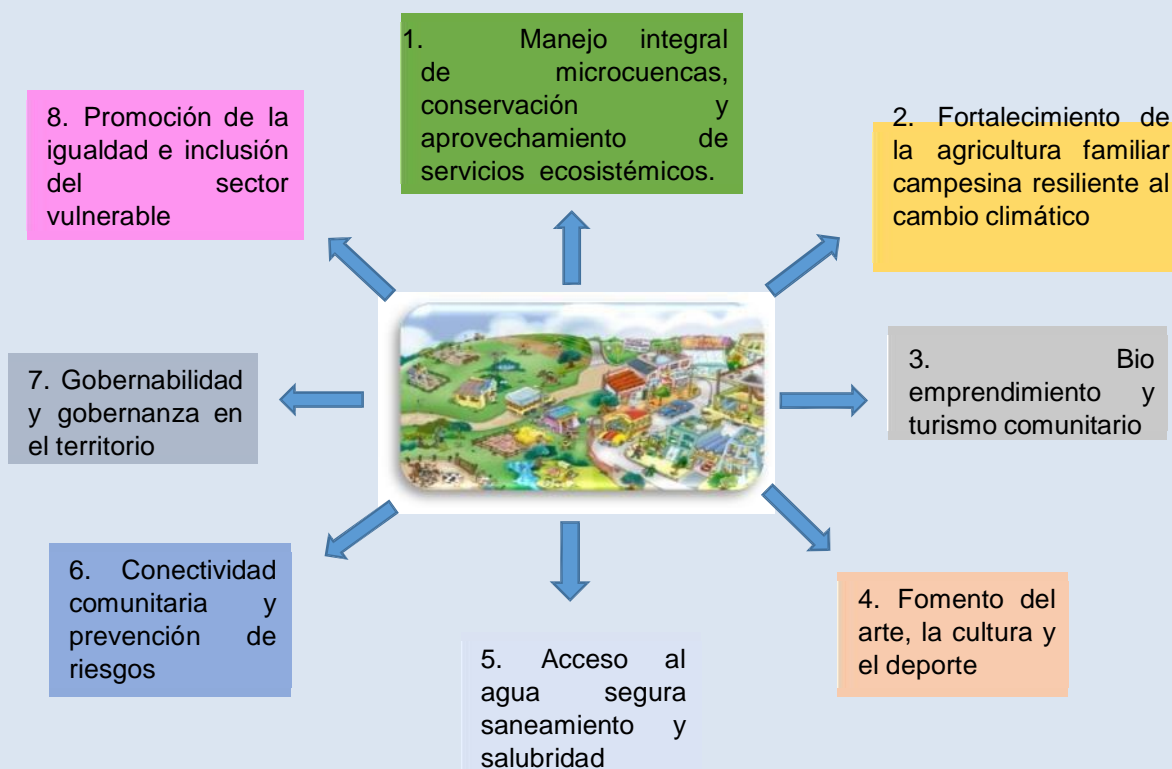 1. Manejo integral
de microcuencas,
conservación y
aprovechamiento de
servicios ecosistémicos.
2. Fortalecimiento de
la agricultura familiar
campesina resiliente al
cambio climático
3. Bio
emprendimiento y
turismo comunitario
4. Fomento del
arte, la cultura y
el deporte
5. Acceso al
agua segura
saneamiento y
salubridad
6. Conectividad
comunitaria y
prevención de
riesgos
7. Gobernabilidad
y gobernanza en
el territorio
8. Promoción de la
igualdad e inclusión
del sector
vulnerable